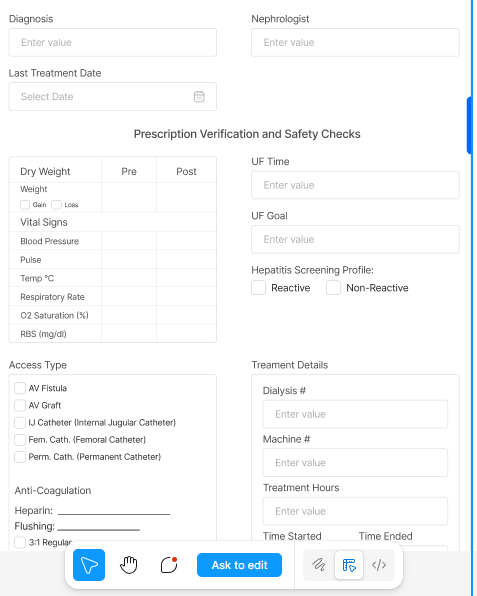 Diagnosis
Nephrologist
Enter value
Enter value
Last Treatment Date
Select Date
Prescription Verification and Safety Checks
Dry Weight Pre Post
Weight
Gain Loss
Vital Signs
Blood Pressure
Pulse
Temp °C
Respiratory Rate
O2 Saturation (%)
RBS (mg/dl)
UF Time
Enter value
UF Goal
Enter value
Hepatitis Screening Profile:
Reactive Non-Reactive
Access Type
AV Fistula
AV Graft
IJ Catheter (Internal Jugular Catheter)
Fem. Cath. (Femoral Catheter)
Perm. Cath. (Permanent Catheter)
Anti-Coagulation
Heparin:
Flushing:
3:1 Regular
Treament Details
Dialysis #
Enter value
Machine #
Enter value
Treatment Hours
Enter value
Time Started Time Ended
Ask to edit